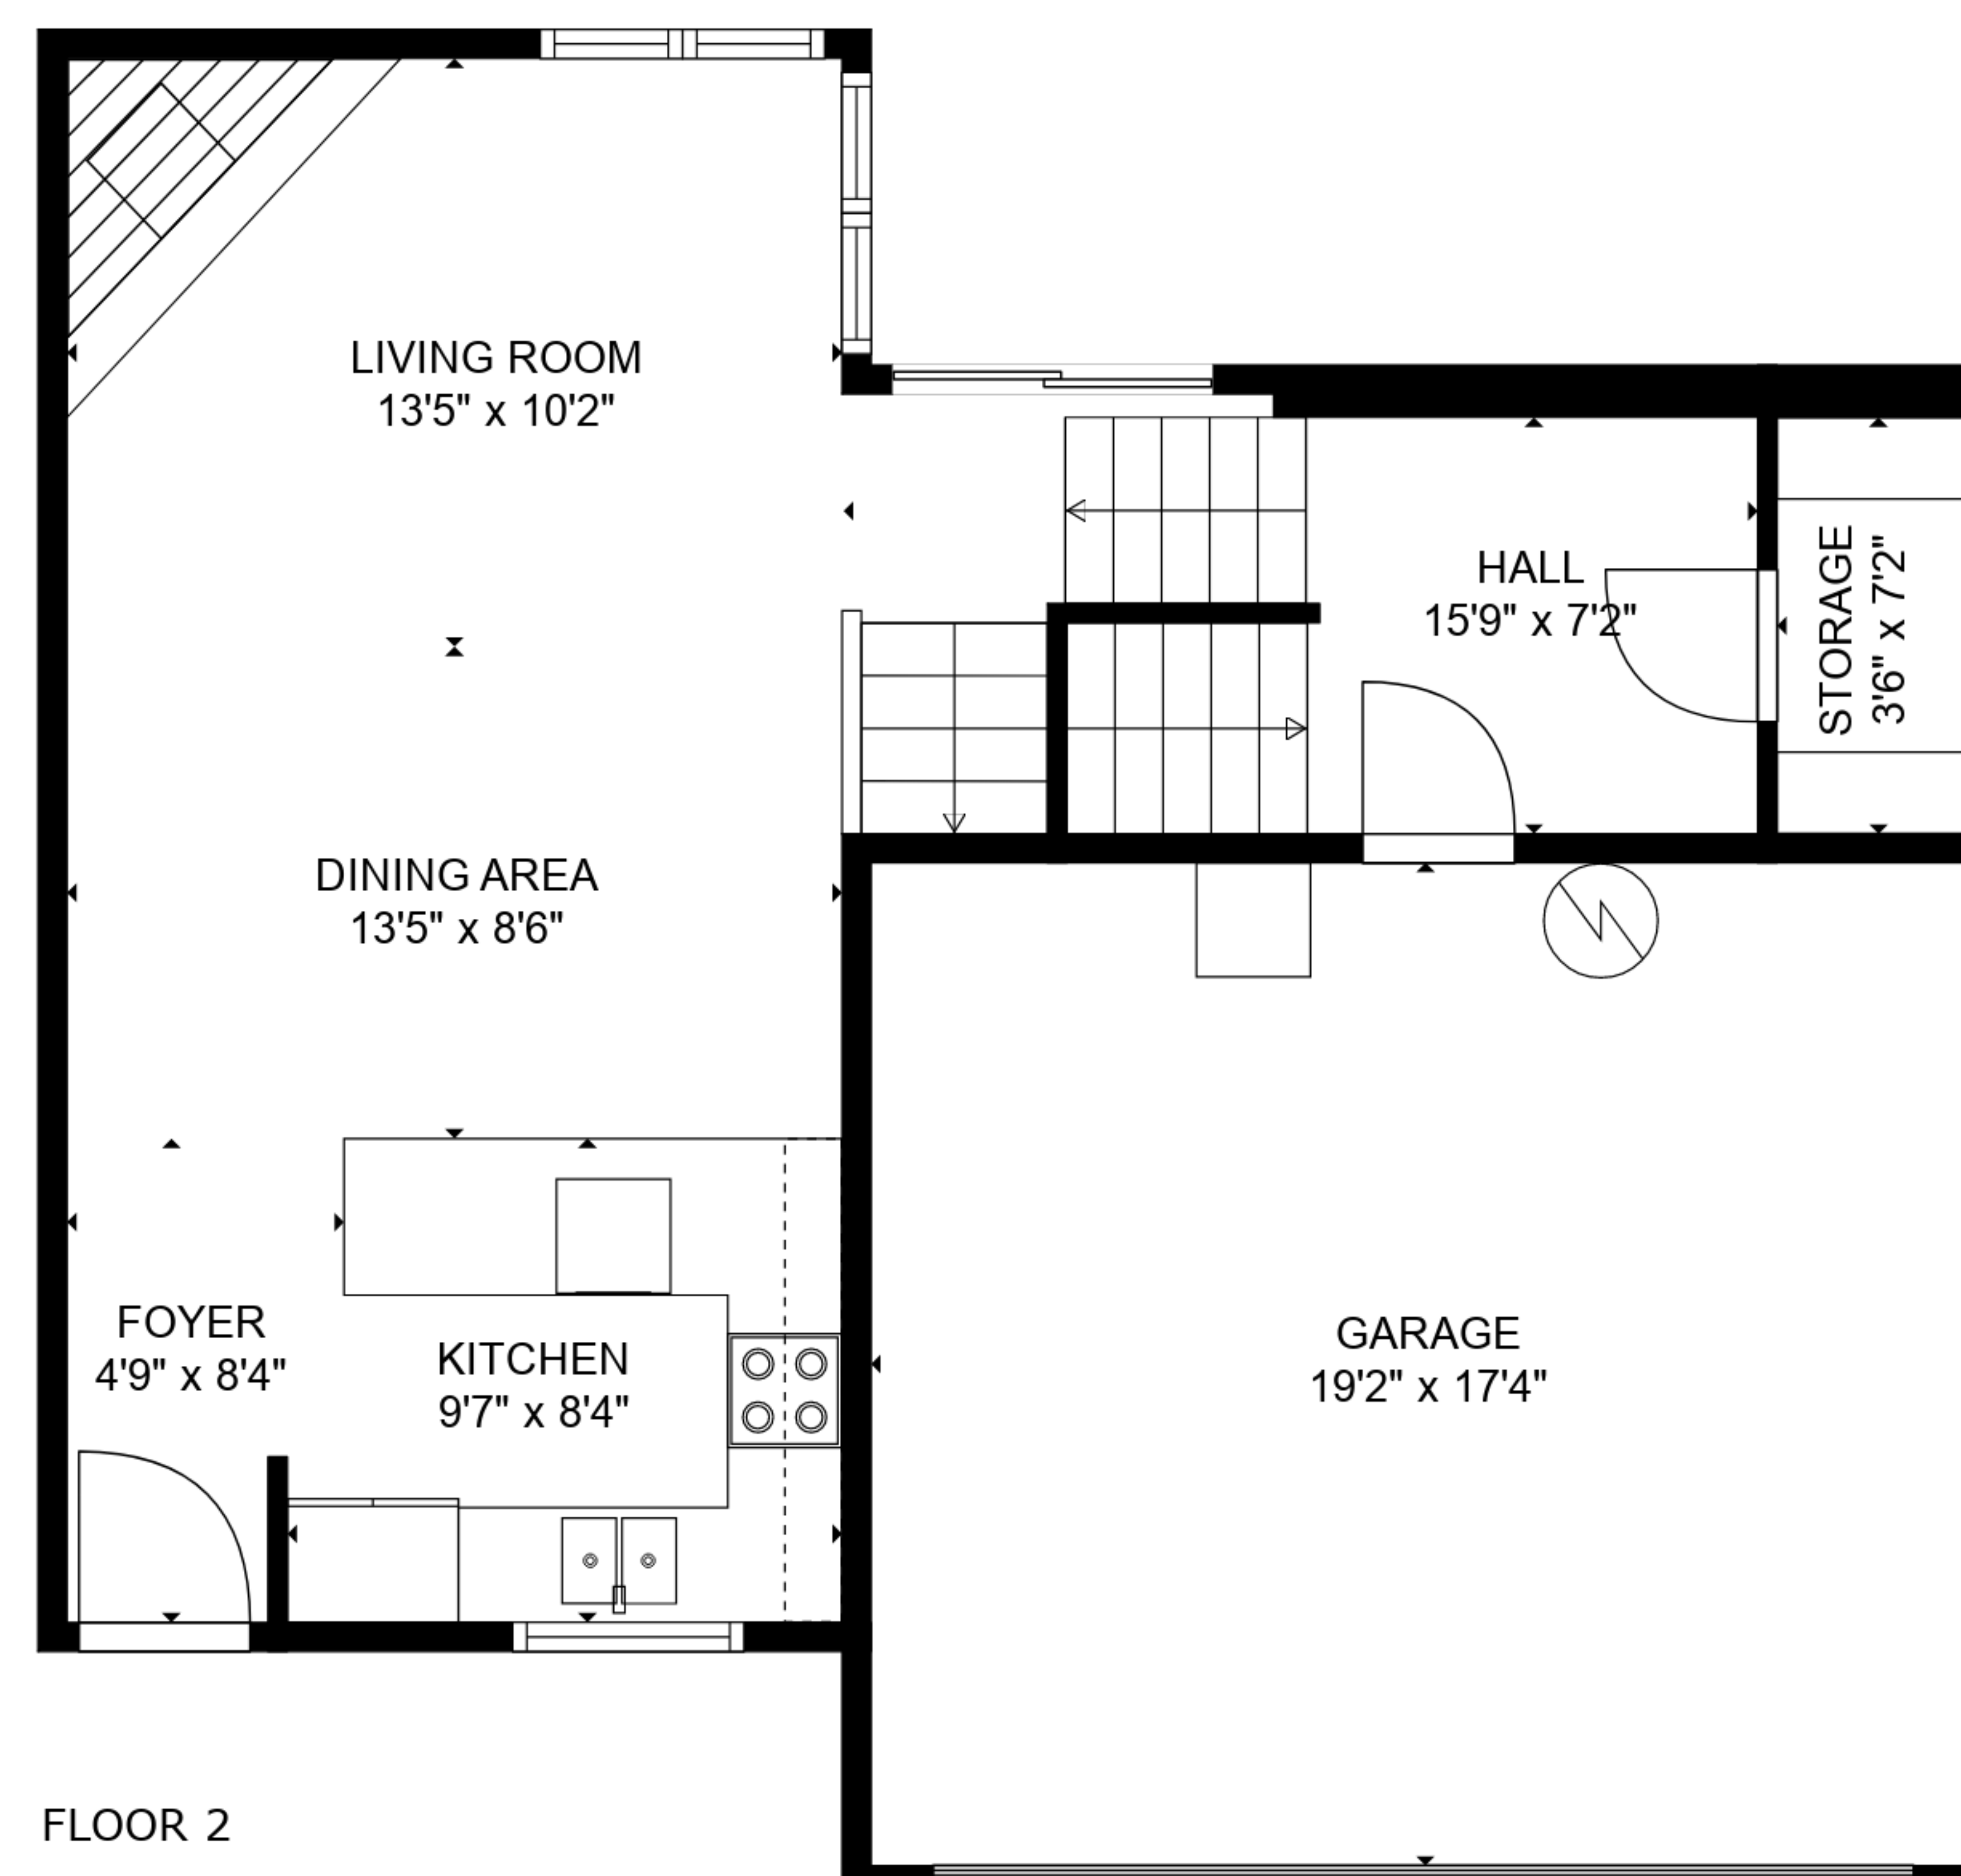 LIVING ROOM
13'5" x 10'2"
HALL
15'9" x 7'2"
STORAGE
3'6" x 7'2"
DINING AREA
13'5" x 8'6"
FOYER
4'9" x 8'4"
KITCHEN
9'7" x 8'4"
GARAGE
19'2" x 17'4"
FLOOR 2